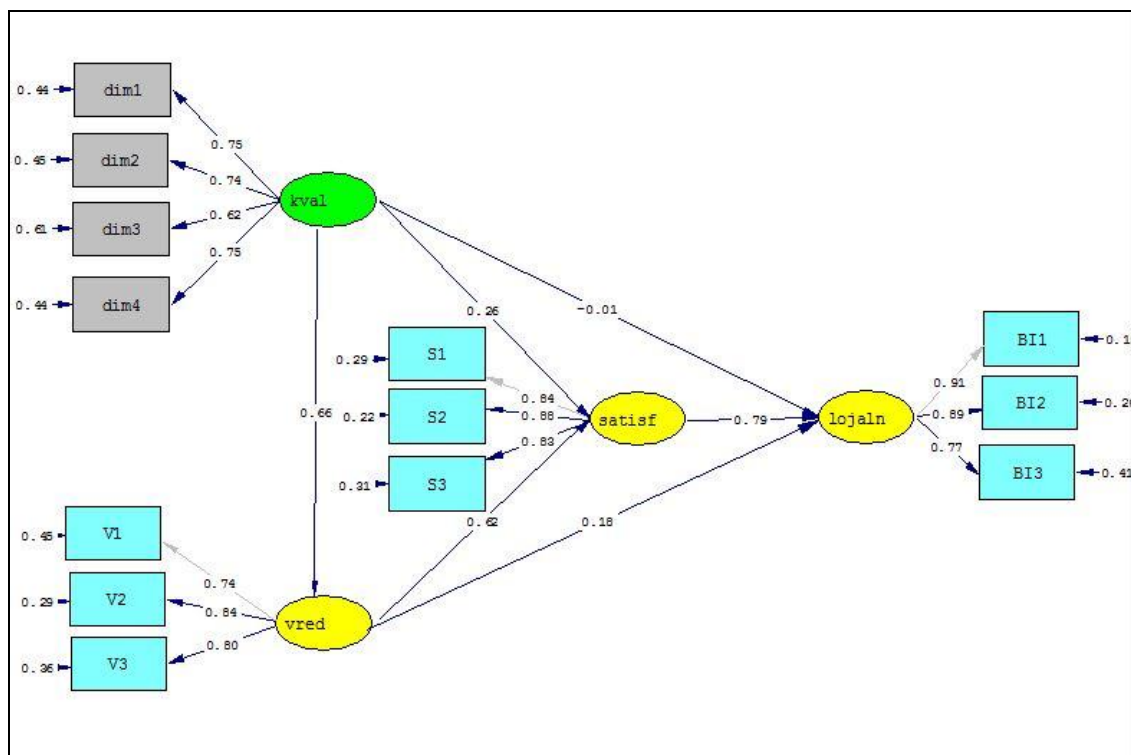 0.44 dim1
0.75
0.45 dim2
0.74
kval
0.61 dim3
0.62
0.75
0.44 dim4
0.26
-0.01
S1
0.29
0.84
BI1
0.91
S2
0.22
0.88
satisf
0.79
lojaln
0.89
BI2
0.66
0.83
0.77
S3
0.31
BI3
0.41
0.62
0.18
V1
0.45
0.74
V2
0.29
0.84
vred
0.80
V3
0.36